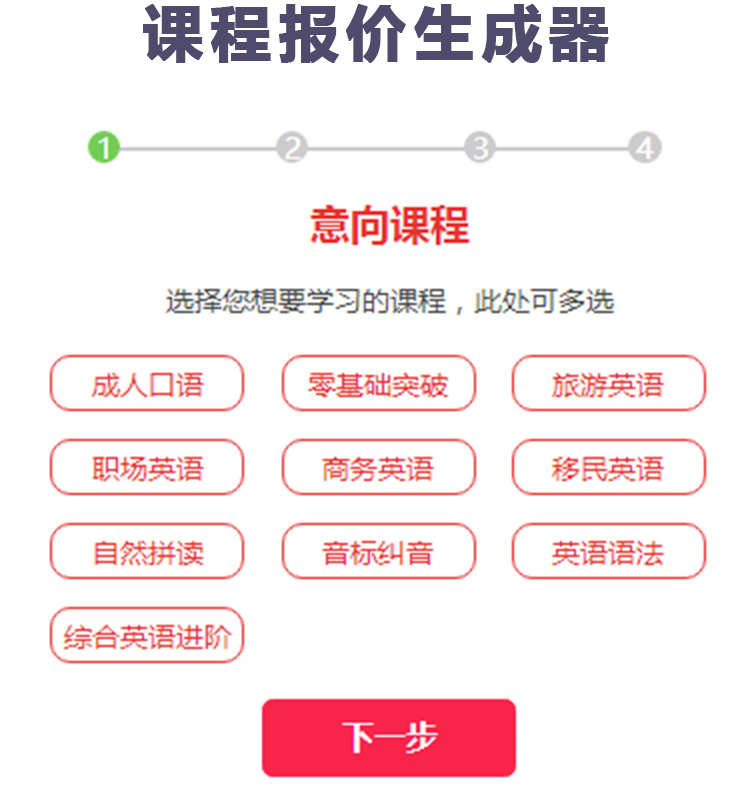 课程报价生成器
1 2 3 4
意向课程
选择您想要学习的课程，此处可多选
成人口语 零基础突破 旅游英语
职场英语 商务英语 移民英语
自然拼读 音标纠音 英语语法
综合英语进阶
下一步